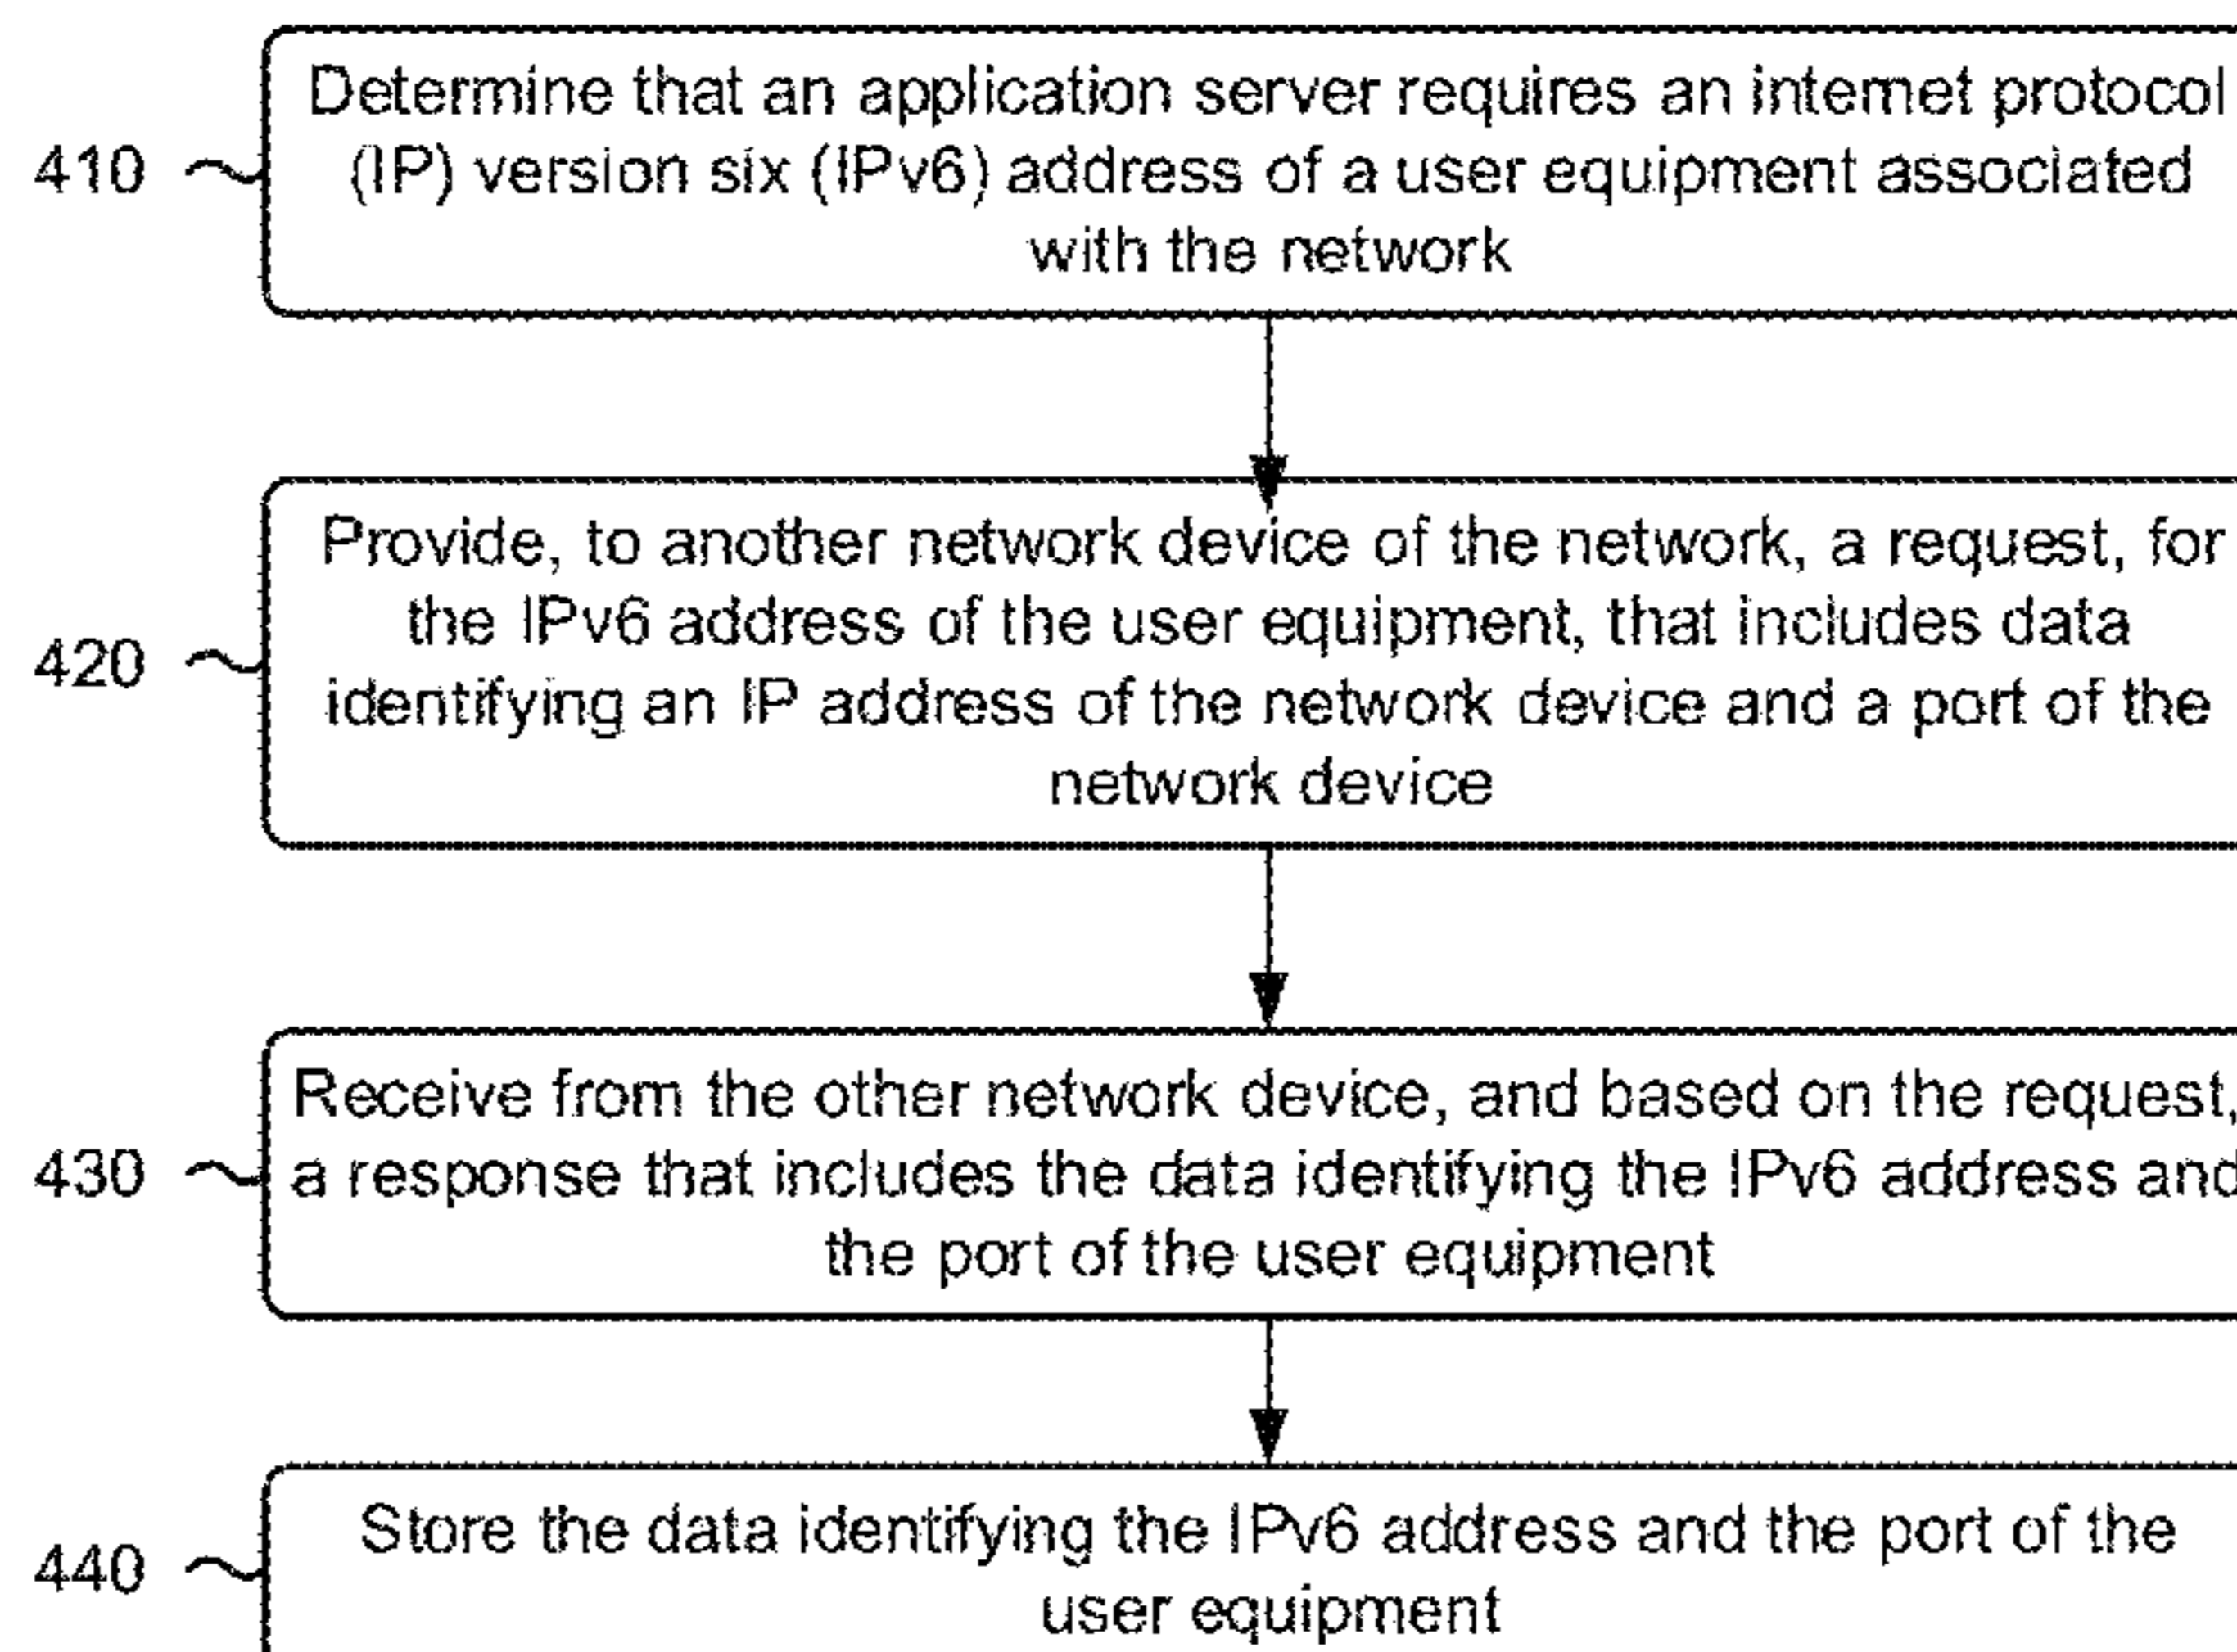 Determine that an application server requires an internet protocol
410 (IP) version six (IPv6) address of a user equipment associated
with the network
Provide, to another network device of the network, a request, for
the IPv6 address of the user equipment, that includes data
420
identifying an IP address of the network device and a port of the
network device
Receive from the other network device, and based on the request,
430 a response that includes the data identifying the IPv6 address and
the port of the user equipment
Store the data identifying the IPv6 address and the port of the
440
user equipment